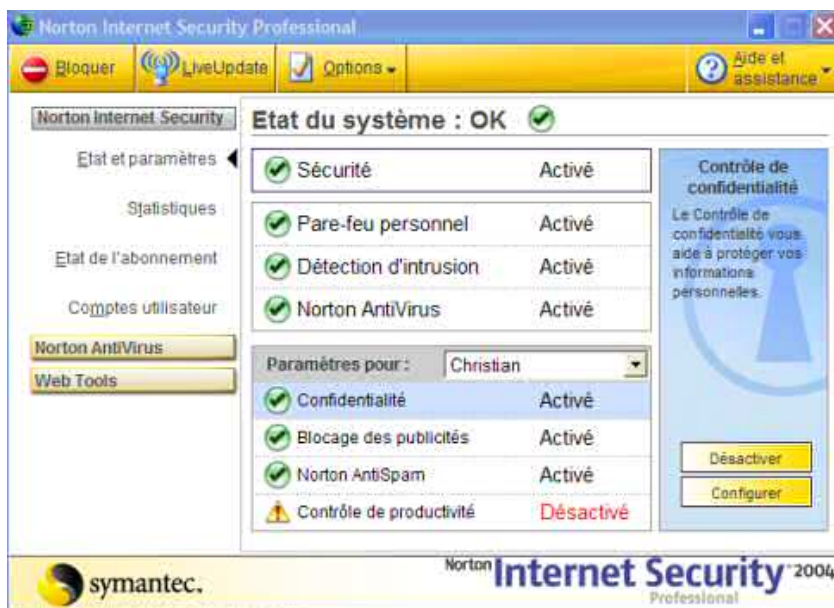 Norton Internet Security Professional
Bloquer
LiveUpdate
Options
Aide et assistance
Norton Internet Security
Etat et paramètres
Statistiques
Etat de l'abonnement
Comptes utilisateur
Norton AntiVirus
Web Tools
Etat du système : OK
Sécurité Activé
Pare-feu personnel Activé
Détection d'intrusion Activé
Norton AntiVirus Activé
Paramètres pour : Christian
Confidentialité Activé
Blocage des publicités Activé
Norton AntiSpam Activé
Contrôle de productivité Désactivé
Contrôle de
confidentialité
Le Contrôle de
confidentialité vous
aide à protéger vos
informations
personnelles.
Désactiver
Configurer
symantec.
Norton Internet Security 2004
Professional